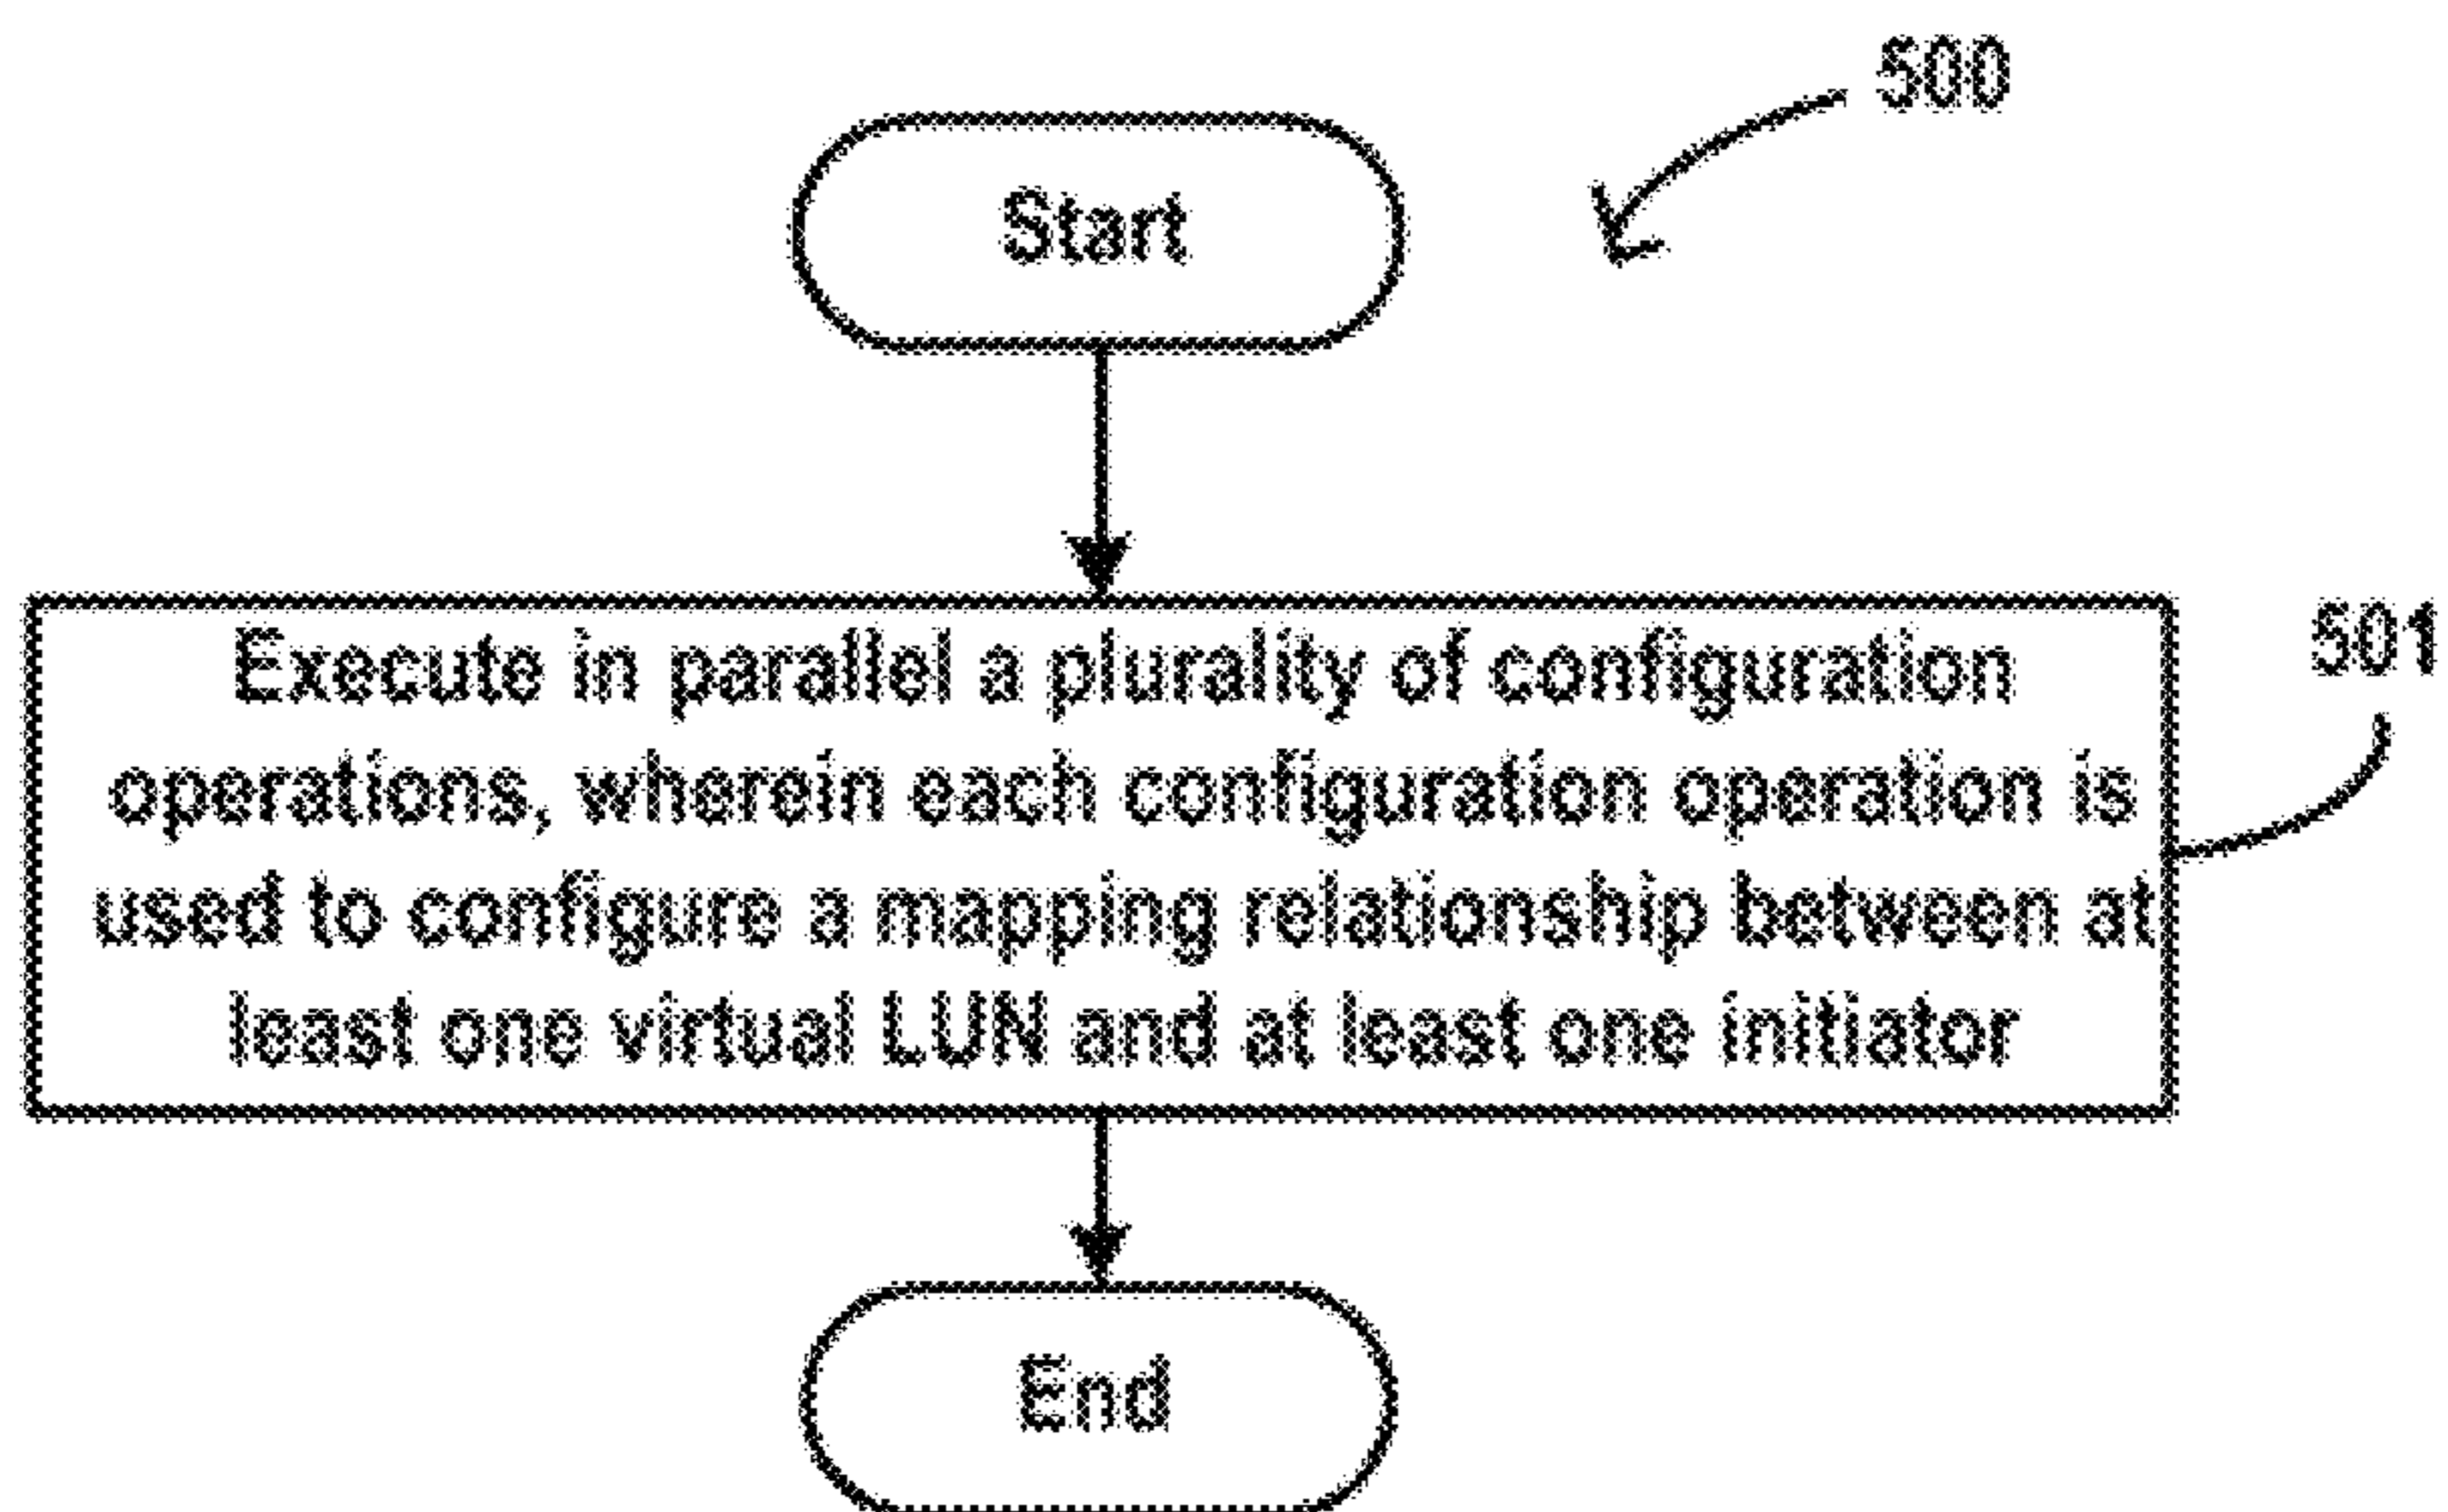 500
Start
Execute in parallel a plurality of configuration
operations, wherein each configuration operation is
used to configure a mapping relationship between at
least one virtual LUN and at least one initiator
501
End